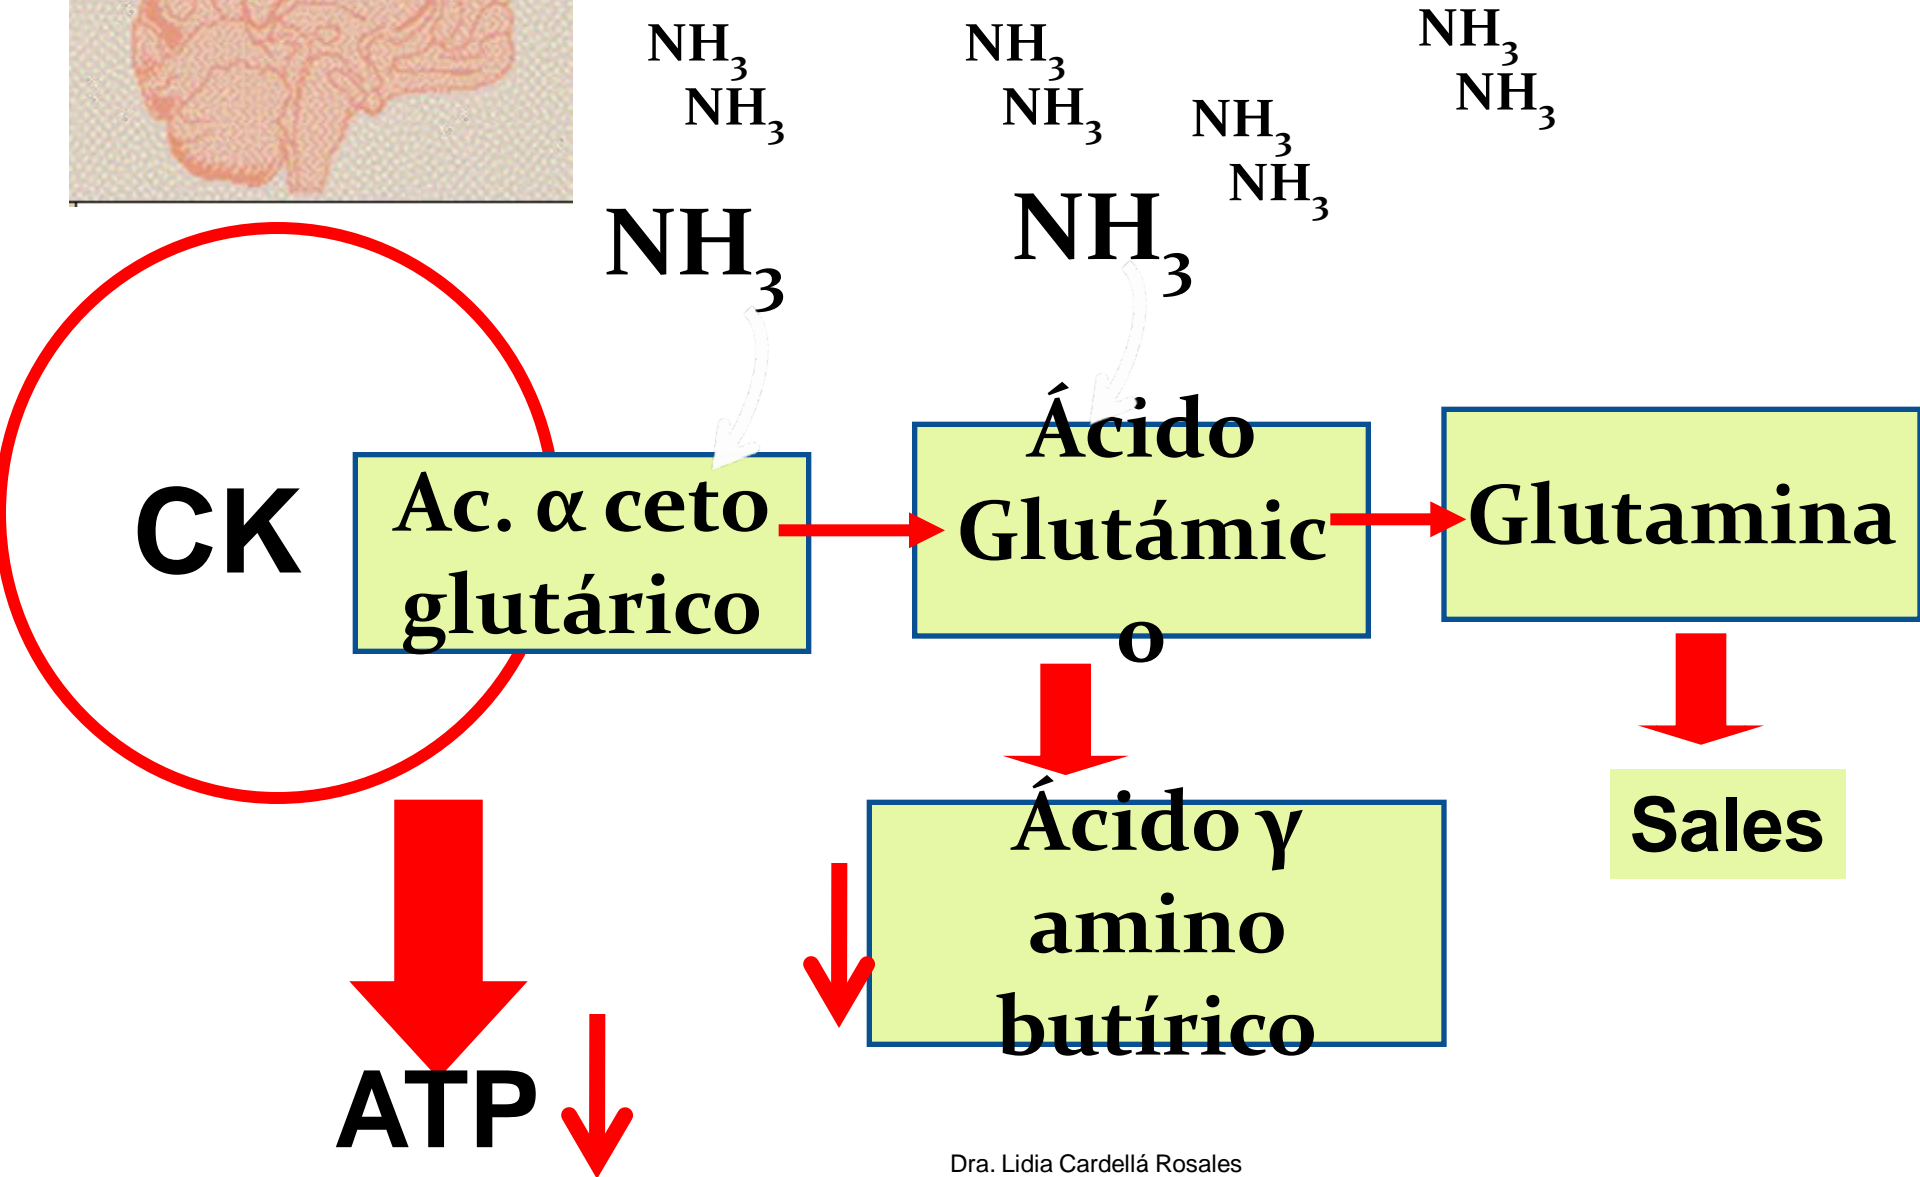 NH3
NH3
NH3
NH3
NH3
NH3
NH3
NH3
NH3
NH3
CK
Ac. α ceto
glutárico
Ácido
Glutámic
o
Glutamina
Ácido γ
amino
butírico
Sales
ATP
Dra. Lidia Cardellá Rosales